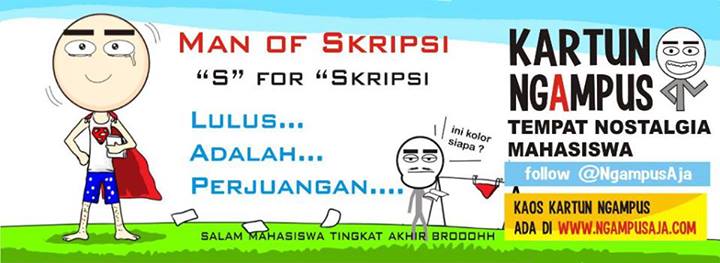 MAN OF SKRIPSI
“S” FOR “SKRIPSI
LULUS...
ADALAH...
PERJUANGAN....
ini kolor
siapa ?
SALAM MAHASISWA TINGKAT AKHIR BROOOHH
KARTUN
NGAMPUS
TEMPAT NOSTALGIA
MAHASISWA
follow @NgampusAja
KAOS KARTUN NGAMPUS
ADA DI WWW.NGAMPUSAJA.COM